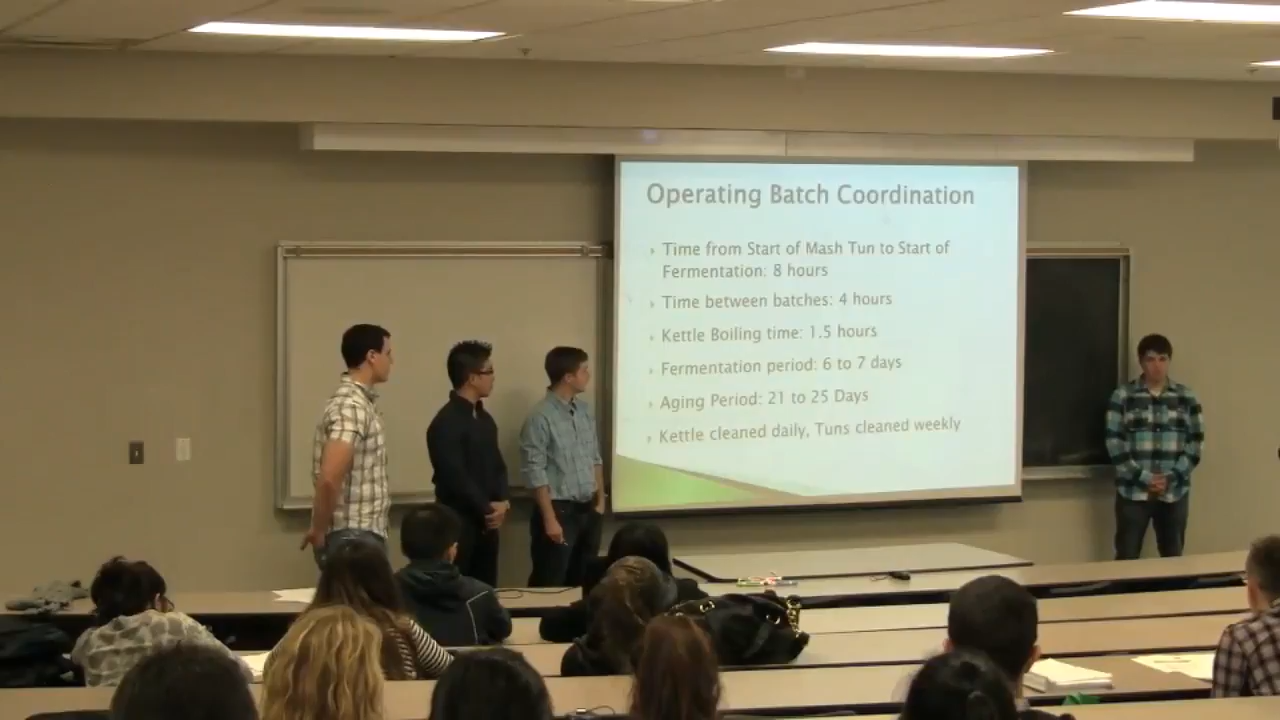 Operating Batch Coordination
Time from Start of Mash Tun to Start of
Fermentation: 8 hours
Time between batches: 4 hours
Kettle Boiling time: 1.5 hours
Fermentation period: 6 to 7 days
Aging Period: 21 to 25 Days
Kettle cleaned daily, Tuns cleaned weekly